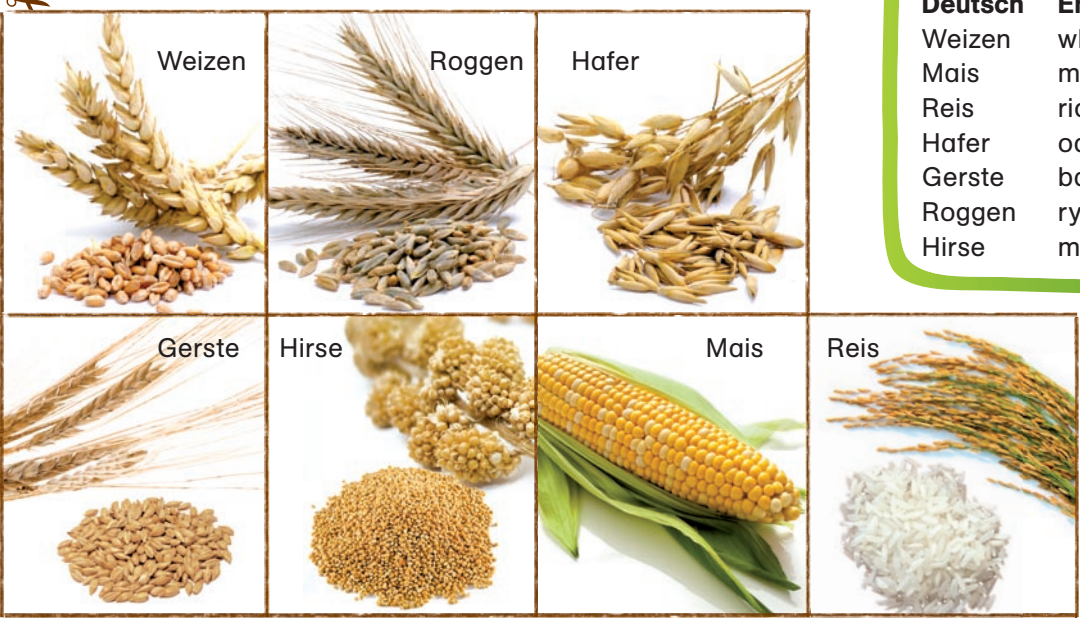 Weizen
Roggen
Hafer
Gerste
Hirse
Mais
Reis
Deutsch
Weizen
Mais
Reis
Hafer
Gerste
Roggen
Hirse